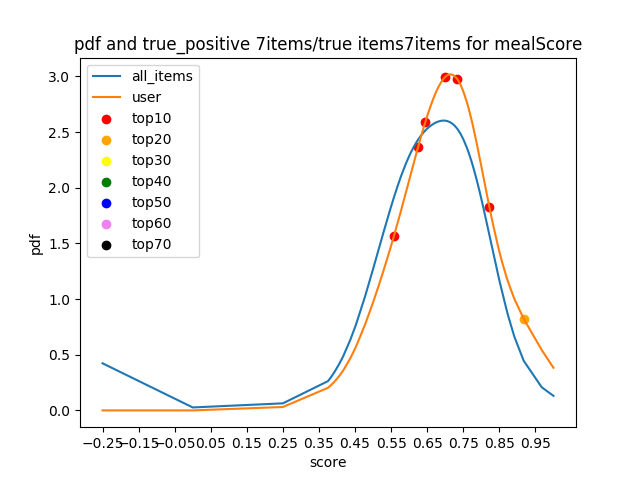 pdf and true_positive 7items/true items7items for mealScore
all_items
user
top10
top20
top30
top40
top50
top60
top70
3.0
2.5
2.0
1.5
1.0
0.5
0.0
pdf
−0.25 −0.15 −0.05 0.05 0.15 0.25 0.35 0.45 0.55 0.65 0.75 0.85 0.95
score